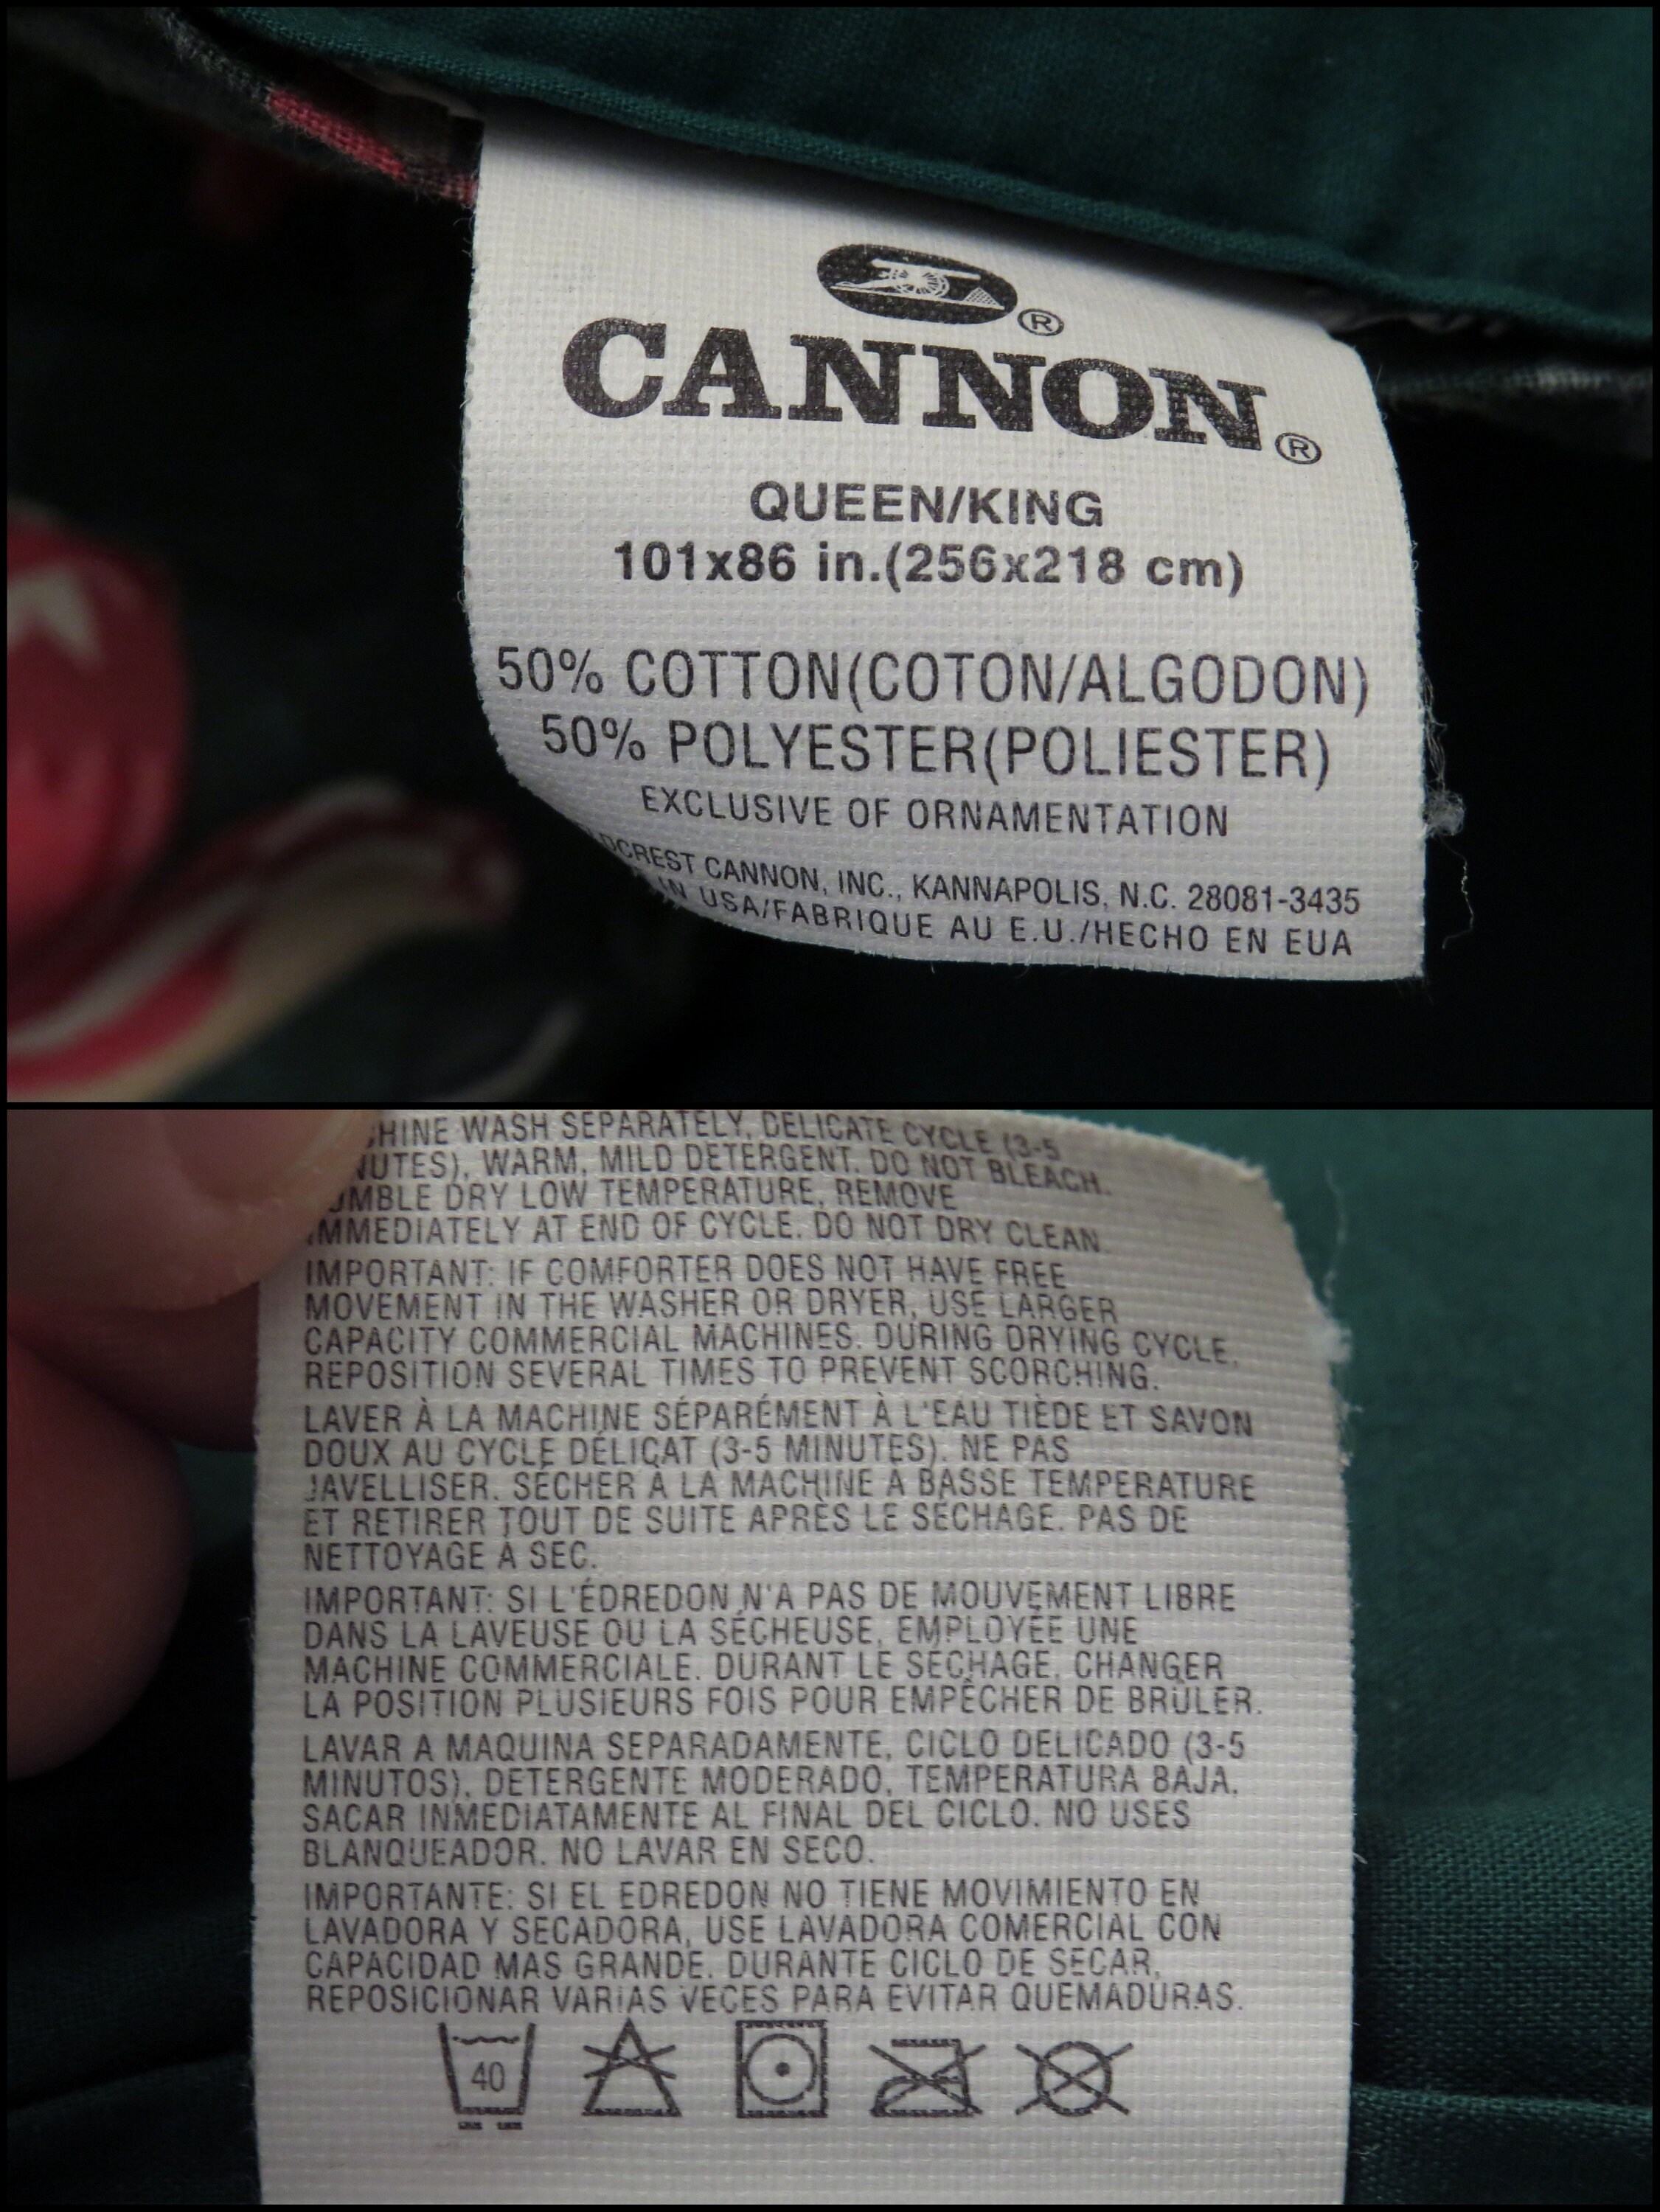 ®
CANNON®
QUEEN/KING
101x86 in.(256x218 cm)
50% COTTON(COTON/ALGODON)
50% POLYESTER(POLIESTER)
EXCLUSIVE OF ORNAMENTATION
CANNON, INC., KANNAPOLIS, N.C. 28081-3435
IN USA/FABRIQUE AU E.U./HECHO EN EUA
WASH SEPARATELY, DELICATE CYCLE (3-5
WARM, MILD DETERGENT. DO NOT BLEACH.
DRY LOW TEMPERATURE, REMOVE
IMMEDIATELY AT END OF CYCLE. DO NOT DRY CLEAN.
IMPORTANT: IF COMFORTER DOES NOT HAVE FREE
MOVEMENT IN THE WASHER OR DRYER, USE LARGER
CAPACITY COMMERCIAL MACHINES. DURING DRYING CYCLE,
REPOSITION SEVERAL TIMES TO PREVENT SCORCHING.
LAVER À LA MACHINE SÉPARÉMENT À L'EAU TIÈDE ET SAVON
DOUX AU CYCLE DÉLICAT (3-5 MINUTES). NE PAS
JAVELLISER. SÉCHER À LA MACHINE À BASSE TEMPERATURE
ET RETIRER TOUT DE SUITE APRÈS LE SÉCHAGE. PAS DE
NETTOYAGE À SEC.
IMPORTANT: SI L'ÉDREDON N'A PAS DE MOUVEMENT LIBRE
DANS LA LAVEUSE OU LA SÉCHEUSE, EMPLOYÉE UNE
MACHINE COMMERCIALE. DURANT LE SÉCHAGE, CHANGER
LA POSITION PLUSIEURS FOIS POUR EMPÊCHER DE BRÛLER.
LAVAR A MAQUINA SEPARADAMENTE, CICLO DELICADO (3-5
MINUTOS), DETERGENTE MODERADO, TEMPERATURA BAJA.
SACAR INMEDIATAMENTE AL FINAL DEL CICLO. NO USES
BLANQUEADOR. NO LAVAR EN SECO.
IMPORTANTE: SI EL EDREDON NO TIENE MOVIMIENTO EN
LAVADORA Y SECADORA, USE LAVADORA COMERCIAL CON
CAPACIDAD MAS GRANDE. DURANTE CICLO DE SECAR,
REPOSICIONAR VARIAS VECES PARA EVITAR QUEMADURAS.
40